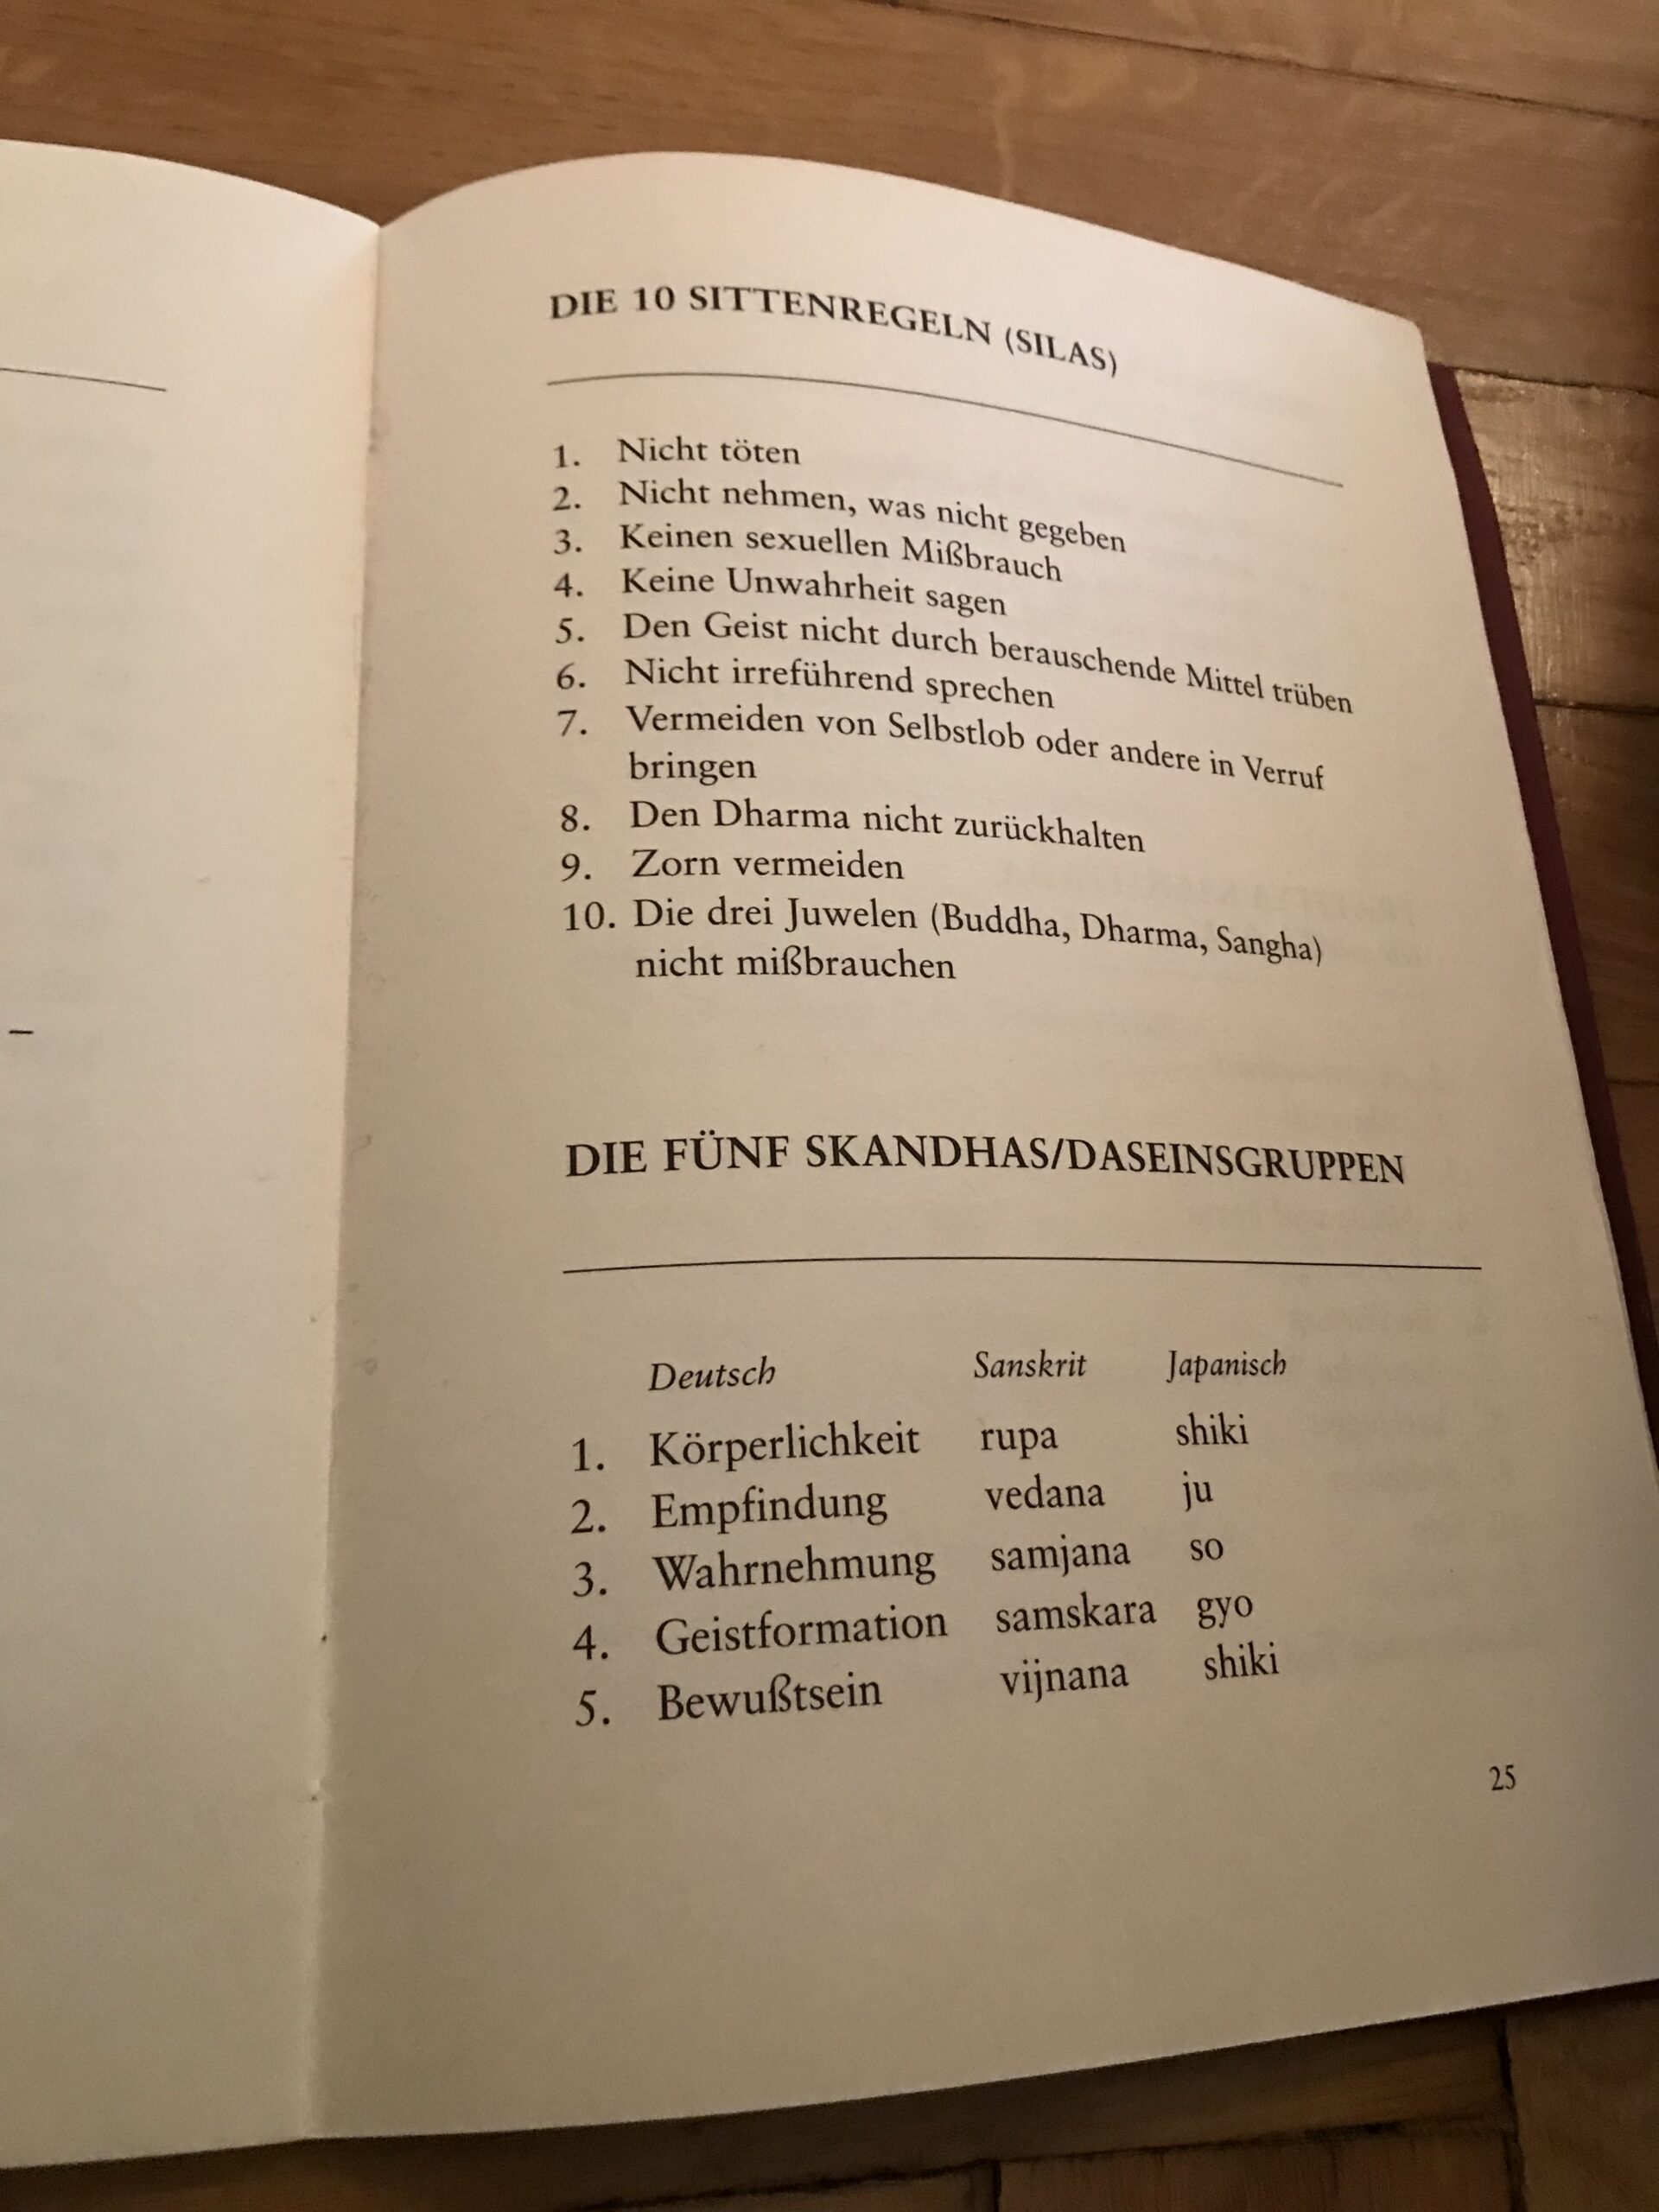 DIE 10 SITTENREGELN (SILAS)
1. Nicht töten
2. Nicht nehmen, was nicht gegeben
3. Keinen sexuellen Mißbrauch
4. Keine Unwahrheit sagen
5. Den Geist nicht durch berauschende Mittel trüben
6. Nicht irreführend sprechen
7. Vermeiden von Selbstlob oder andere in Verruf
bringen
8. Den Dharma nicht zurückhalten
9. Zorn vermeiden
10. Die drei Juwelen (Buddha, Dharma, Sangha)
nicht mißbrauchen
–
DIE FÜNF SKANDHAS/DASEINSGRUPPEN
Deutsch Sanskrit Japanisch
1. Körperlichkeit rupa shiki
2. Empfindung vedana ju
3. Wahrnehmung samjana so
4. Geistformation samskara gyo
5. Bewußtsein vijnana shiki
25